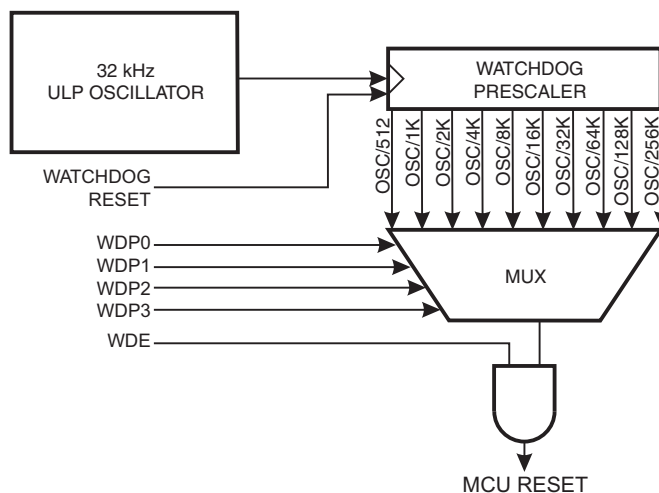 32 kHz
ULP OSCILLATOR
WATCHDOG
PRESCALER
OSC/512
OSC/1K
OSC/2K
OSC/4K
OSC/8K
OSC/16K
OSC/32K
OSC/64K
OSC/128K
OSC/256K
WATCHDOG
RESET
WDP0
WDP1
WDP2
WDP3
WDE
MUX
MCU RESET